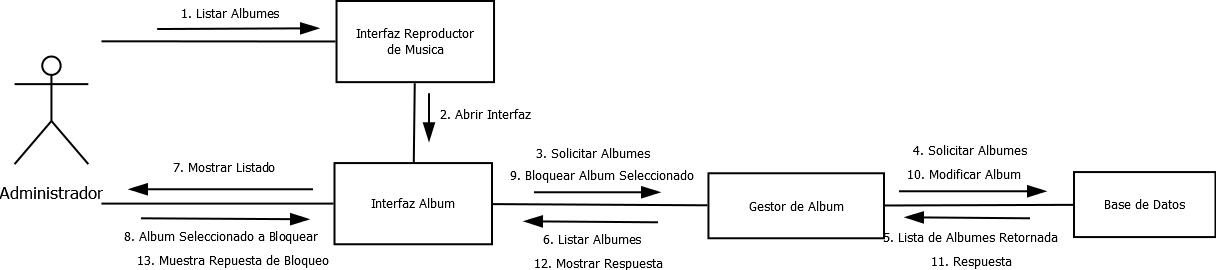 1. Listar Albumes
Interfaz Reproductor
de Musica
2. Abrir Interfaz
Administrador
7. Mostrar Listado
8. Album Seleccionado a Bloquear
13. Muestra Repuesta de Bloqueo
Interfaz Album
3. Solicitar Albumes
9. Bloquear Album Seleccionado
6. Listar Albumes
12. Mostrar Respuesta
Gestor de Album
4. Solicitar Albumes
10. Modificar Album
5. Lista de Albumes Retornada
11. Respuesta
Base de Datos